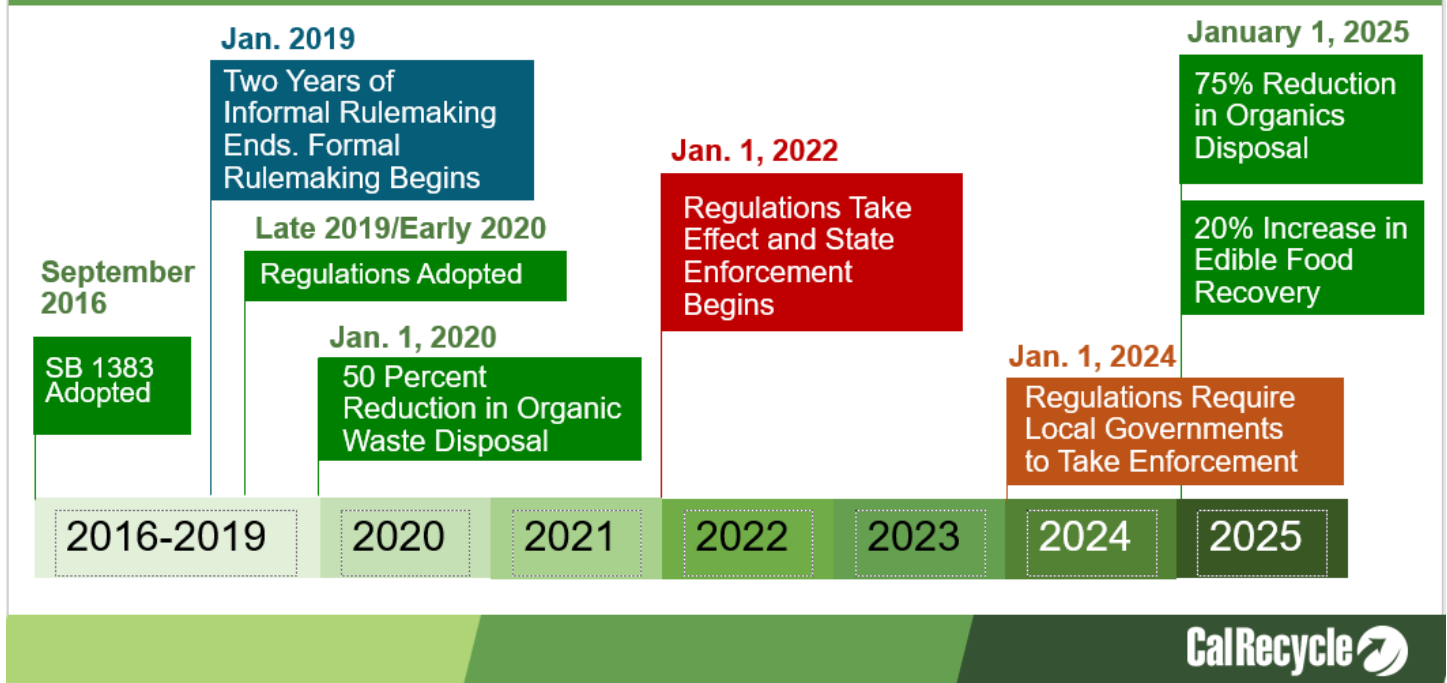 Jan. 2019
Two Years of
Informal Rulemaking
Ends. Formal
Rulemaking Begins
January 1, 2025
75% Reduction
in Organics
Disposal
20% Increase in
Edible Food
Recovery
Jan. 1, 2022
Regulations Take
Effect and State
Enforcement
Begins
Late 2019/Early 2020
Regulations Adopted
September
2016
SB 1383
Adopted
Jan. 1, 2020
50 Percent
Reduction in Organic
Waste Disposal
Jan. 1, 2024
Regulations Require
Local Governments
to Take Enforcement
2016-2019
2020
2021
2022
2023
2024
2025
CalRecycle